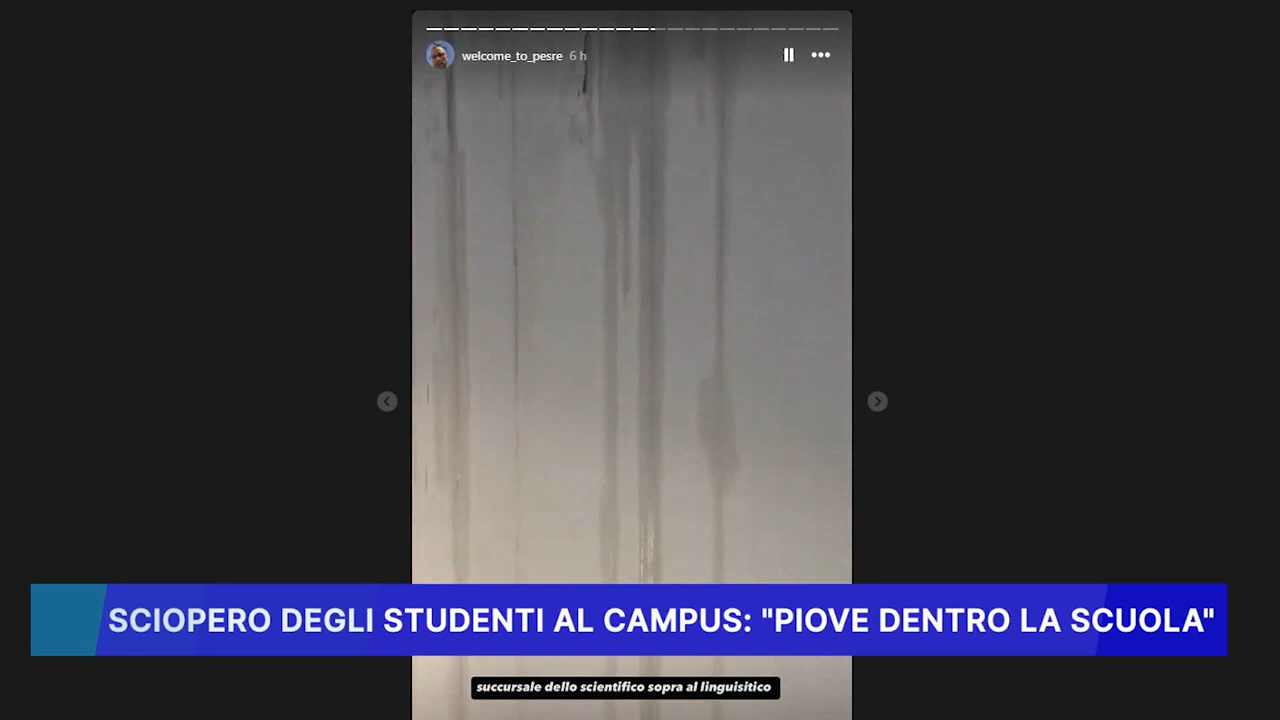 welcome_to_pesre 6 h
SCIOPERO DEGLI STUDENTI AL CAMPUS: "PIOVE DENTRO LA SCUOLA"
succursale dello scientifico sopra al linguisitico